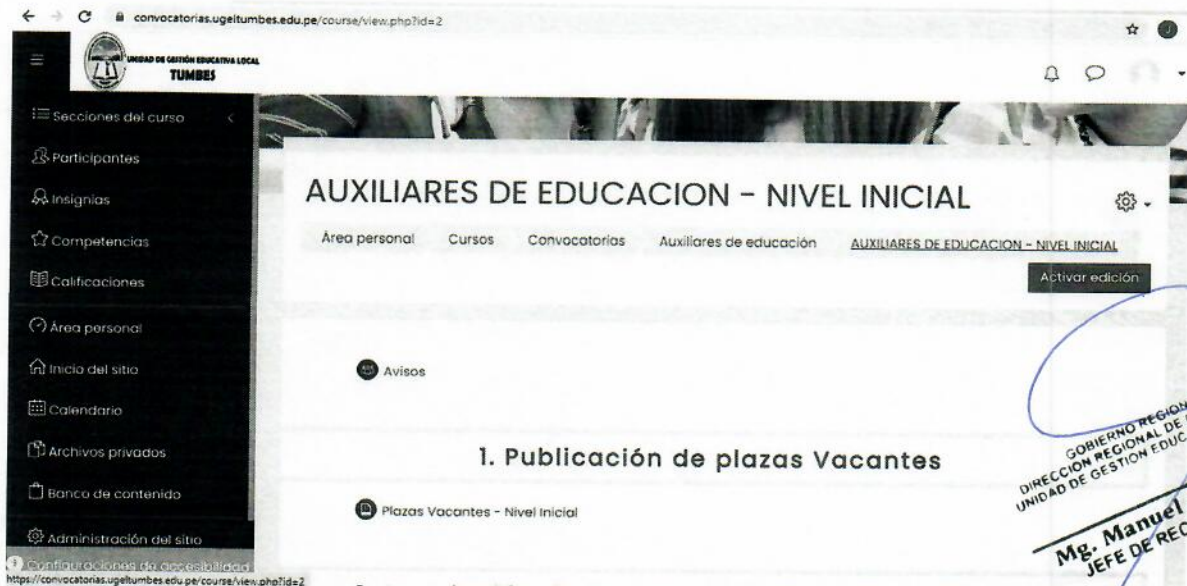 convocatorias.ugeltumbes.edu.pe/course/view.php?id=2
UNIDAD DE GESTIÓN EDUCATIVA LOCAL
TUMBES
J
Secciones del curso
Participantes
Insignias
Competencias
Calificaciones
Área personal
Inicio del sitio
Calendario
Archivos privados
Banco de contenido
Administración del sitio
Configuraciones de accesibilidad
https://convocatorias.ugeltumbes.edu.pe/course/view.php?id=2
AUXILIARES DE EDUCACION - NIVEL INICIAL
Área personal Cursos Convocatorias Auxiliares de educación AUXILIARES DE EDUCACION - NIVEL INICIAL
Activar edición
Avisos
1. Publicación de plazas Vacantes
Plazas Vacantes - Nivel Inicial
GOBIERNO REGION
DIRECCION REGIONAL DE
UNIDAD DE GESTION EDUC
Mg. Manuel
JEFE DE REC